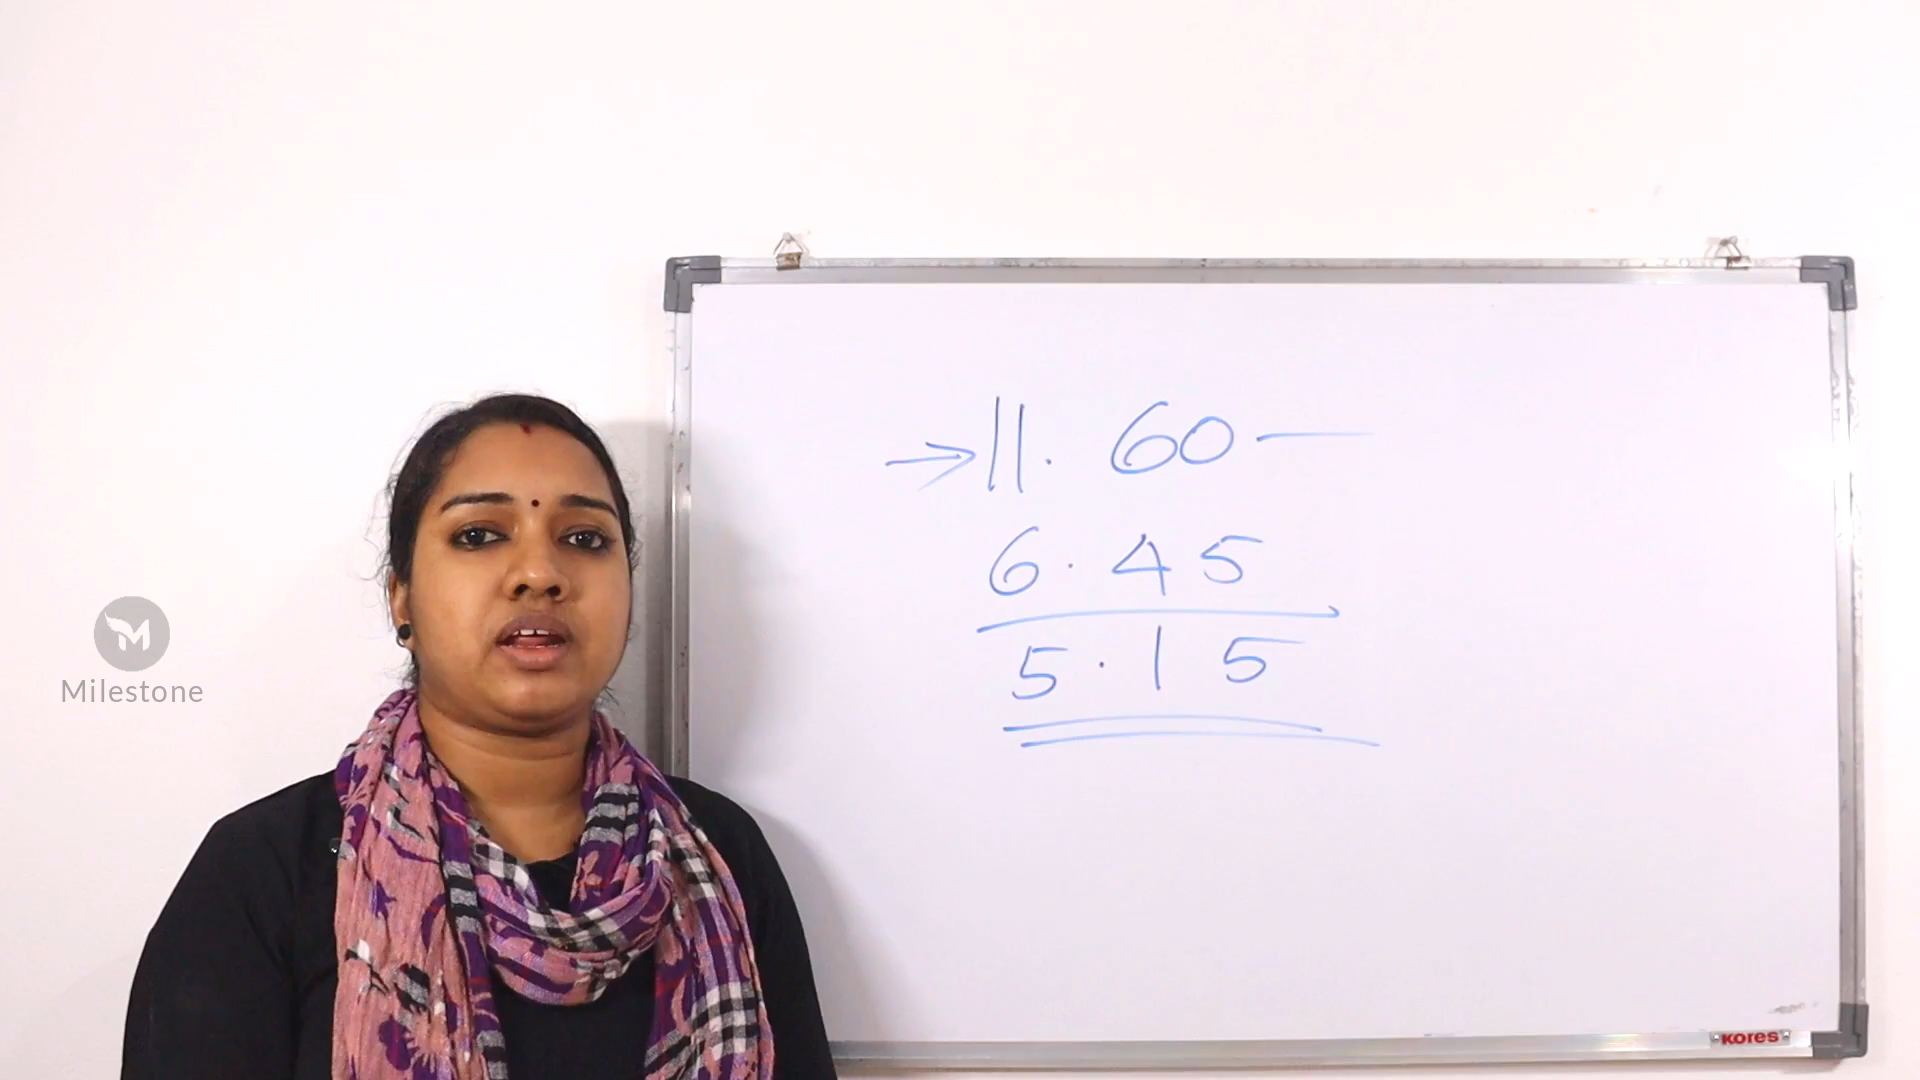 → 11. 60 —
6. 45
5. 15
M
Milestone
KORES